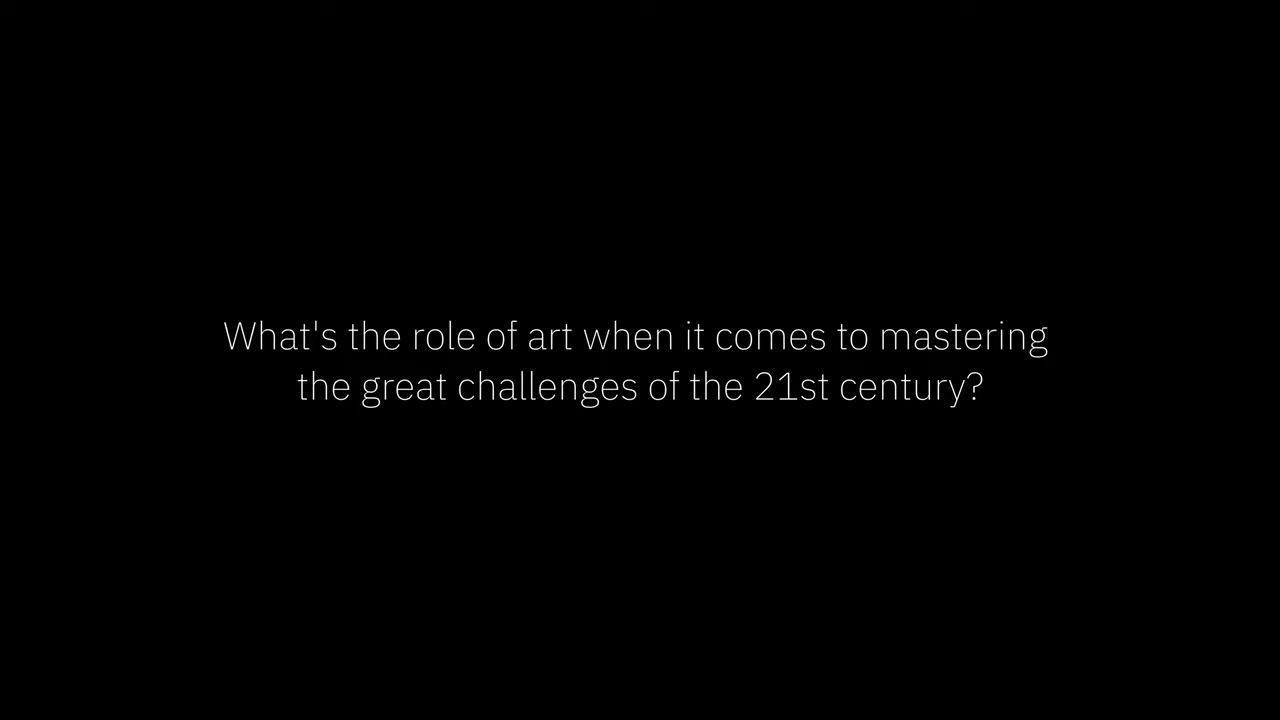 What's the role of art when it comes to mastering
the great challenges of the 21st century?